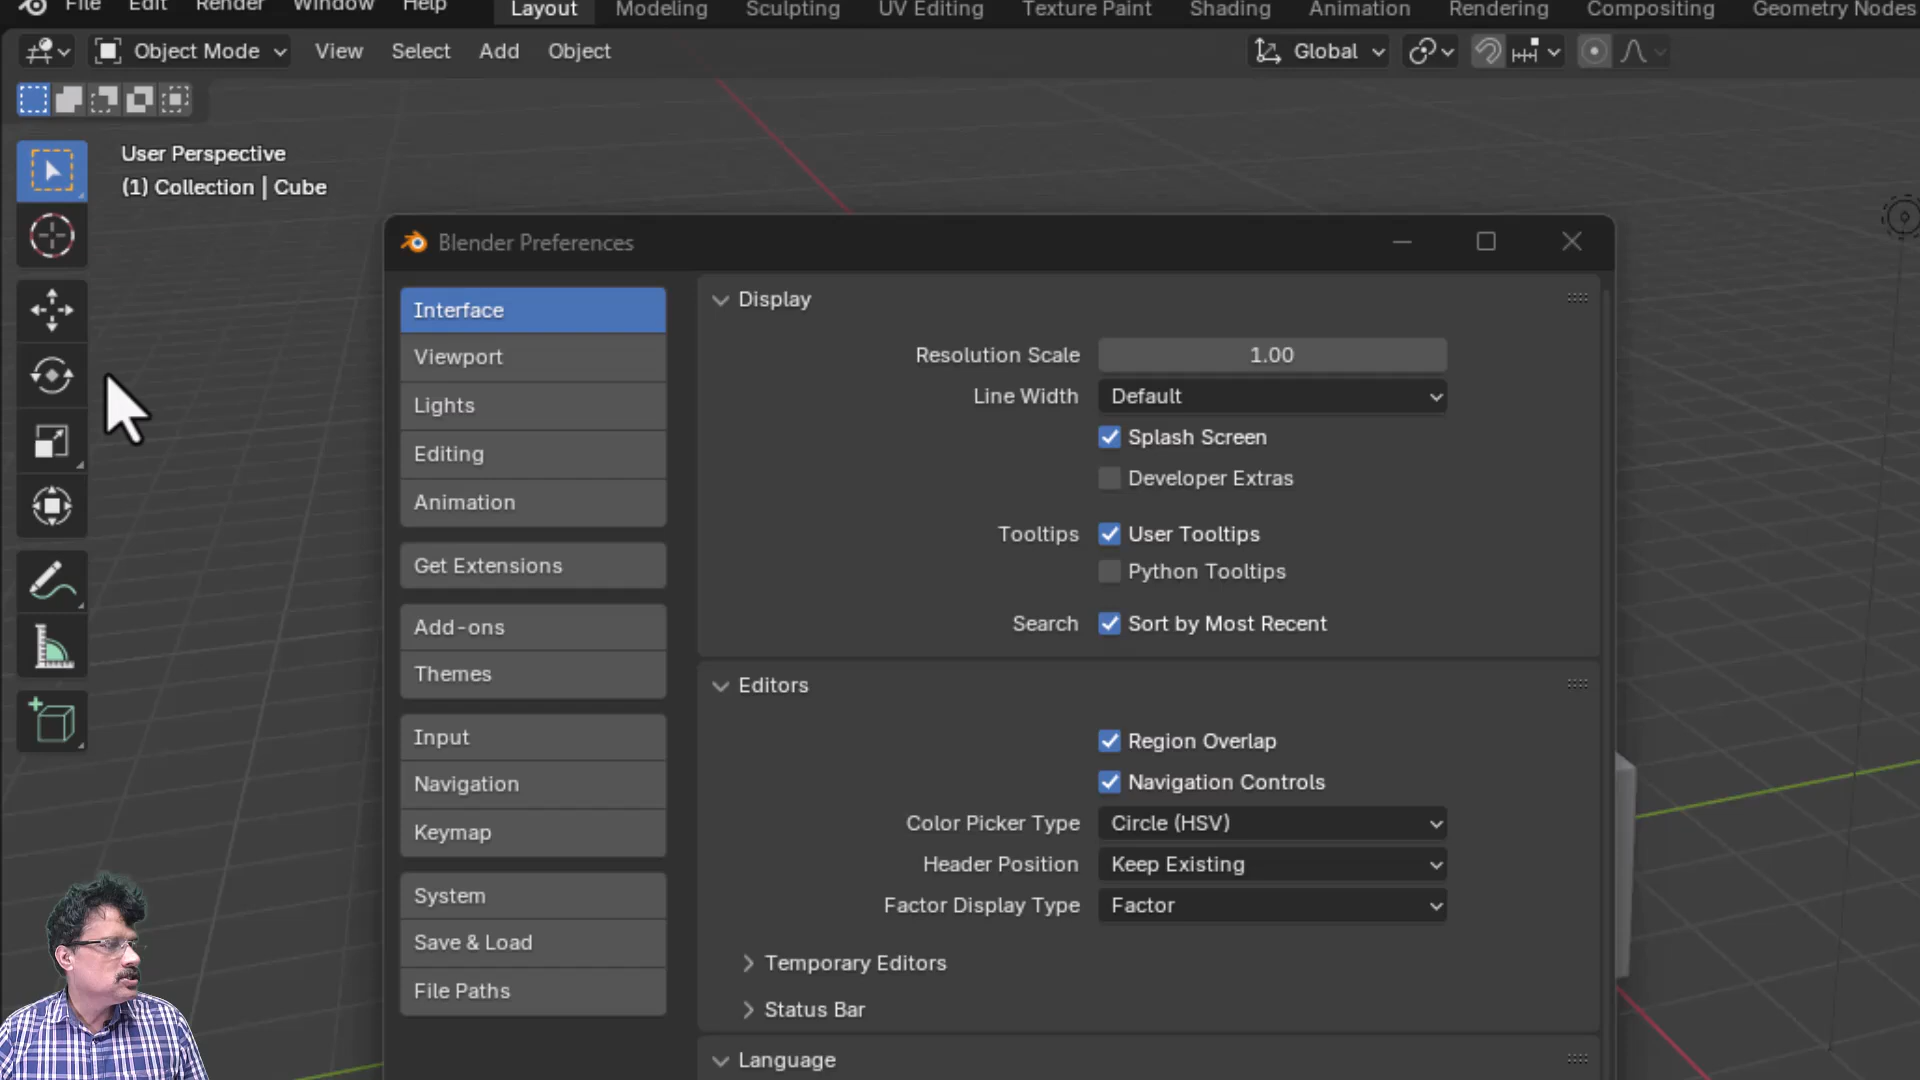 File Edit Render Window Help Layout Modeling Sculpting UV Editing Texture Paint Shading Animation Rendering Compositing Geometry Nodes
Object Mode View Select Add Object Global
User Perspective
(1) Collection | Cube
Blender Preferences
Interface
Viewport
Lights
Editing
Animation
Get Extensions
Add-ons
Themes
Input
Navigation
Keymap
System
Save & Load
File Paths
Display
Resolution Scale 1.00
Line Width Default
Splash Screen
Developer Extras
Tooltips User Tooltips
Python Tooltips
Search Sort by Most Recent
Editors
Region Overlap
Navigation Controls
Color Picker Type Circle (HSV)
Header Position Keep Existing
Factor Display Type Factor
Temporary Editors
Status Bar
Language